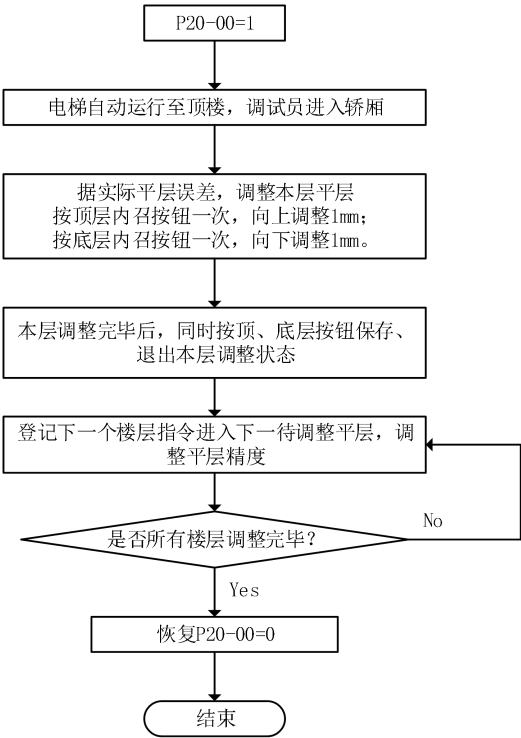 P20-00=1
电梯自动运行至顶楼，调试员进入轿厢
据实际平层误差，调整本层平层
按顶层内召按钮一次，向上调整1mm；
按底层内召按钮一次，向下调整1mm。
本层调整完毕后，同时按顶、底层按钮保存、
退出本层调整状态
登记下一个楼层指令进入下一待调整平层，调
整平层精度
是否所有楼层调整完毕？
No
Yes
恢复P20-00=0
结束